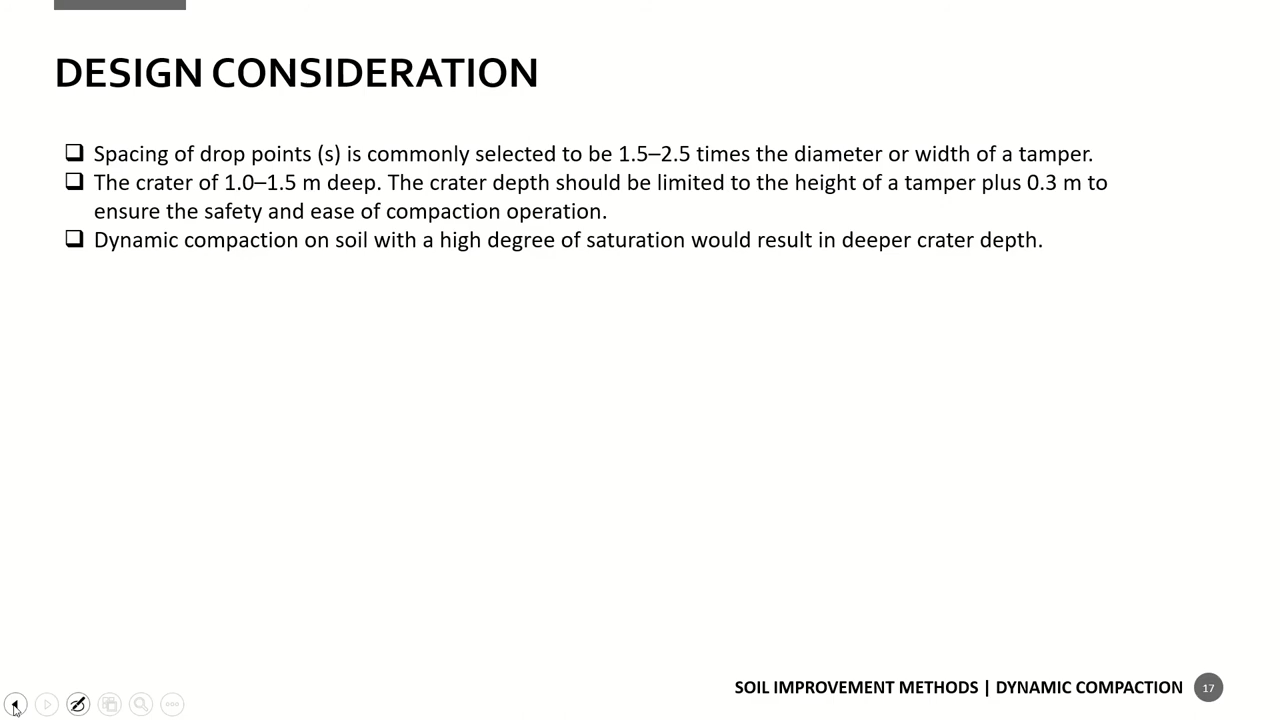 DESIGN CONSIDERATION
Spacing of drop points (s) is commonly selected to be 1.5–2.5 times the diameter or width of a tamper.
The crater of 1.0–1.5 m deep. The crater depth should be limited to the height of a tamper plus 0.3 m to
ensure the safety and ease of compaction operation.
Dynamic compaction on soil with a high degree of saturation would result in deeper crater depth.
SOIL IMPROVEMENT METHODS | DYNAMIC COMPACTION 17